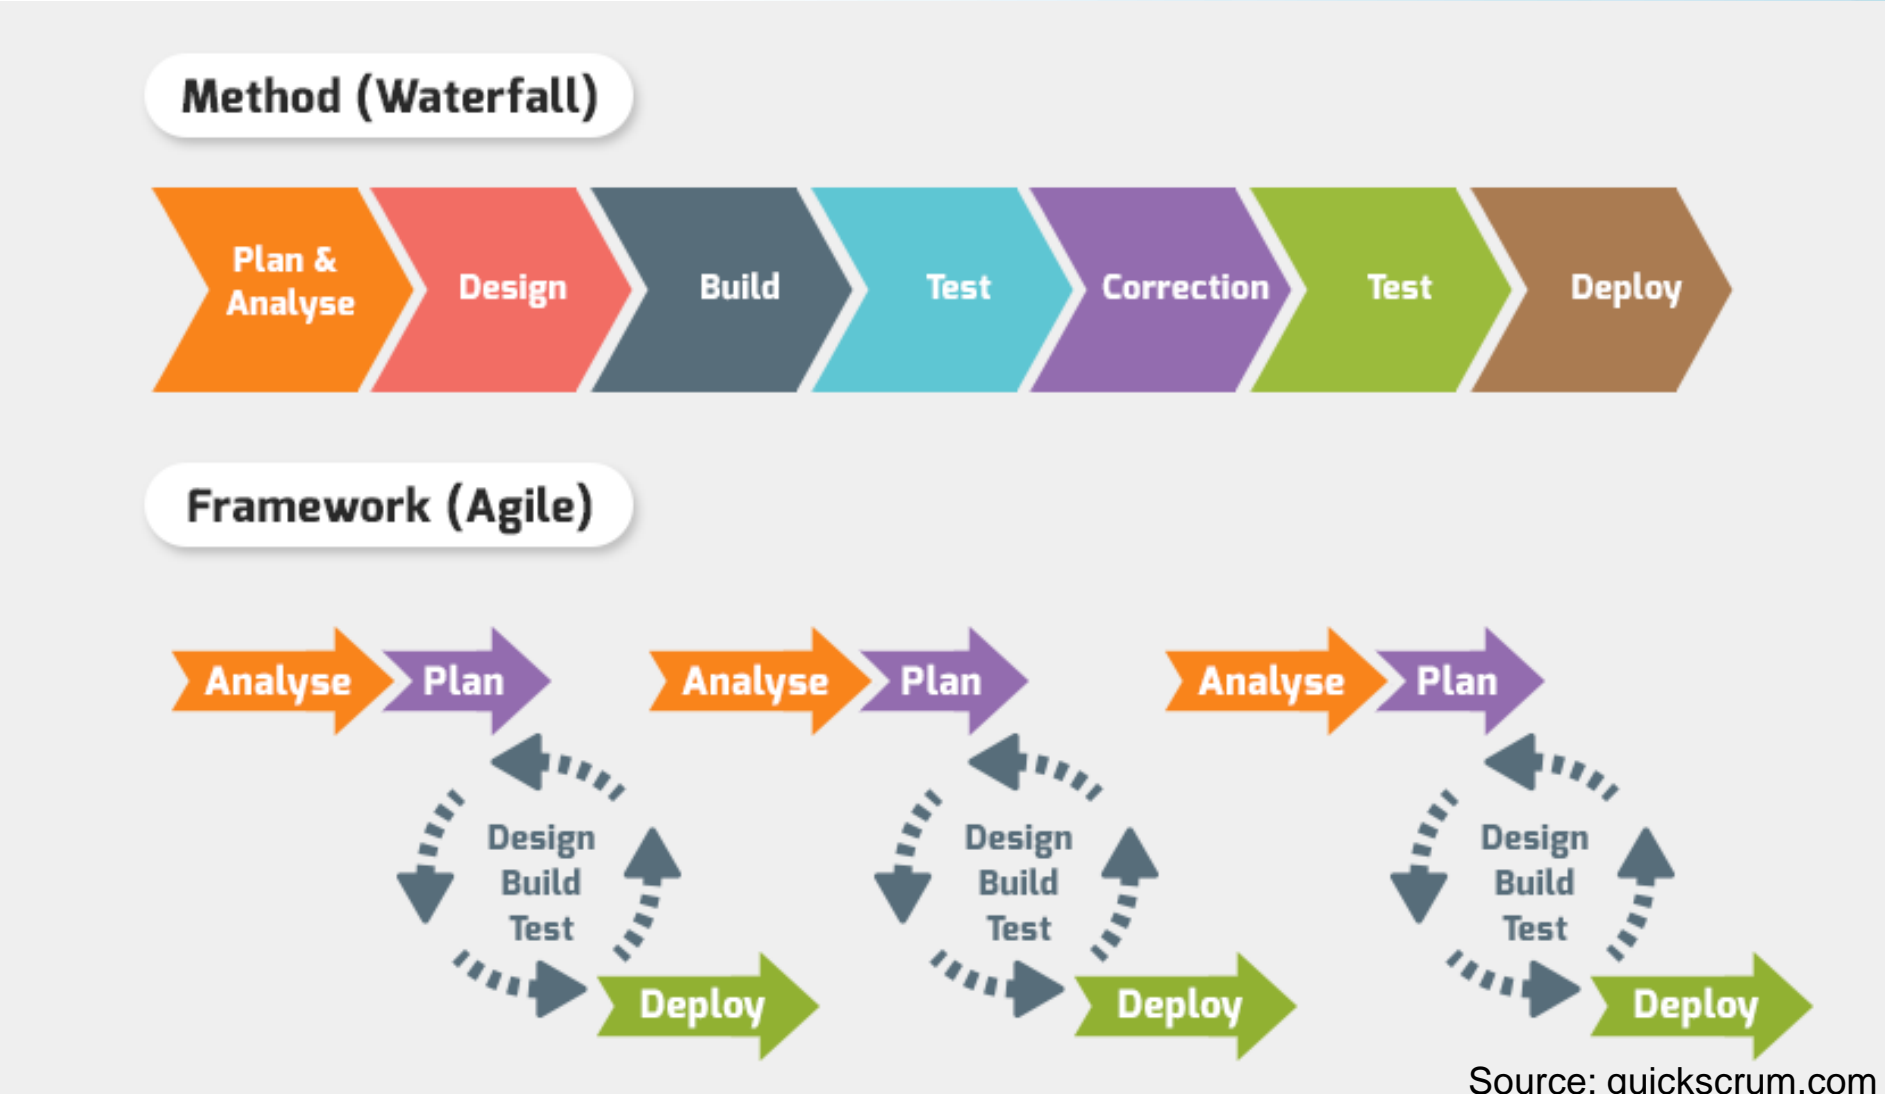 Method (Waterfall)
Plan &
Analyse
Design
Build
Test
Correction
Test
Deploy
Framework (Agile)
Analyse
Plan
Design
Build
Test
Deploy
Analyse
Plan
Design
Build
Test
Deploy
Analyse
Plan
Design
Build
Test
Deploy
Source: quickscrum.com